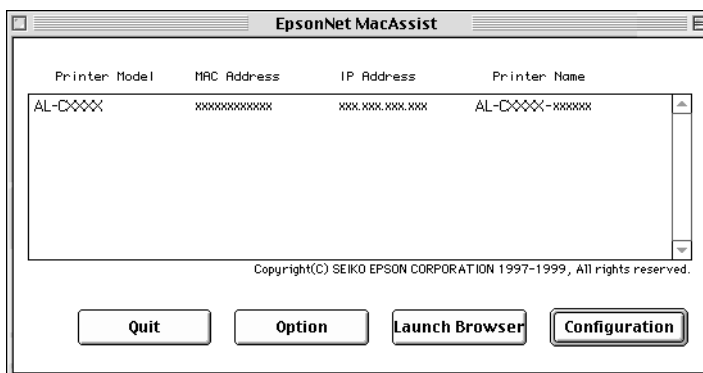 EpsonNet MacAssist
Printer Model MAC Address IP Address Printer Name
AL-CXXXX xxxxxxxxxxxx xxx.xxx.xxx.xxx AL-CXXXX-xxxxxx
Copyright(C) SEIKO EPSON CORPORATION 1997-1999, All rights reserved.
Quit Option Launch Browser Configuration